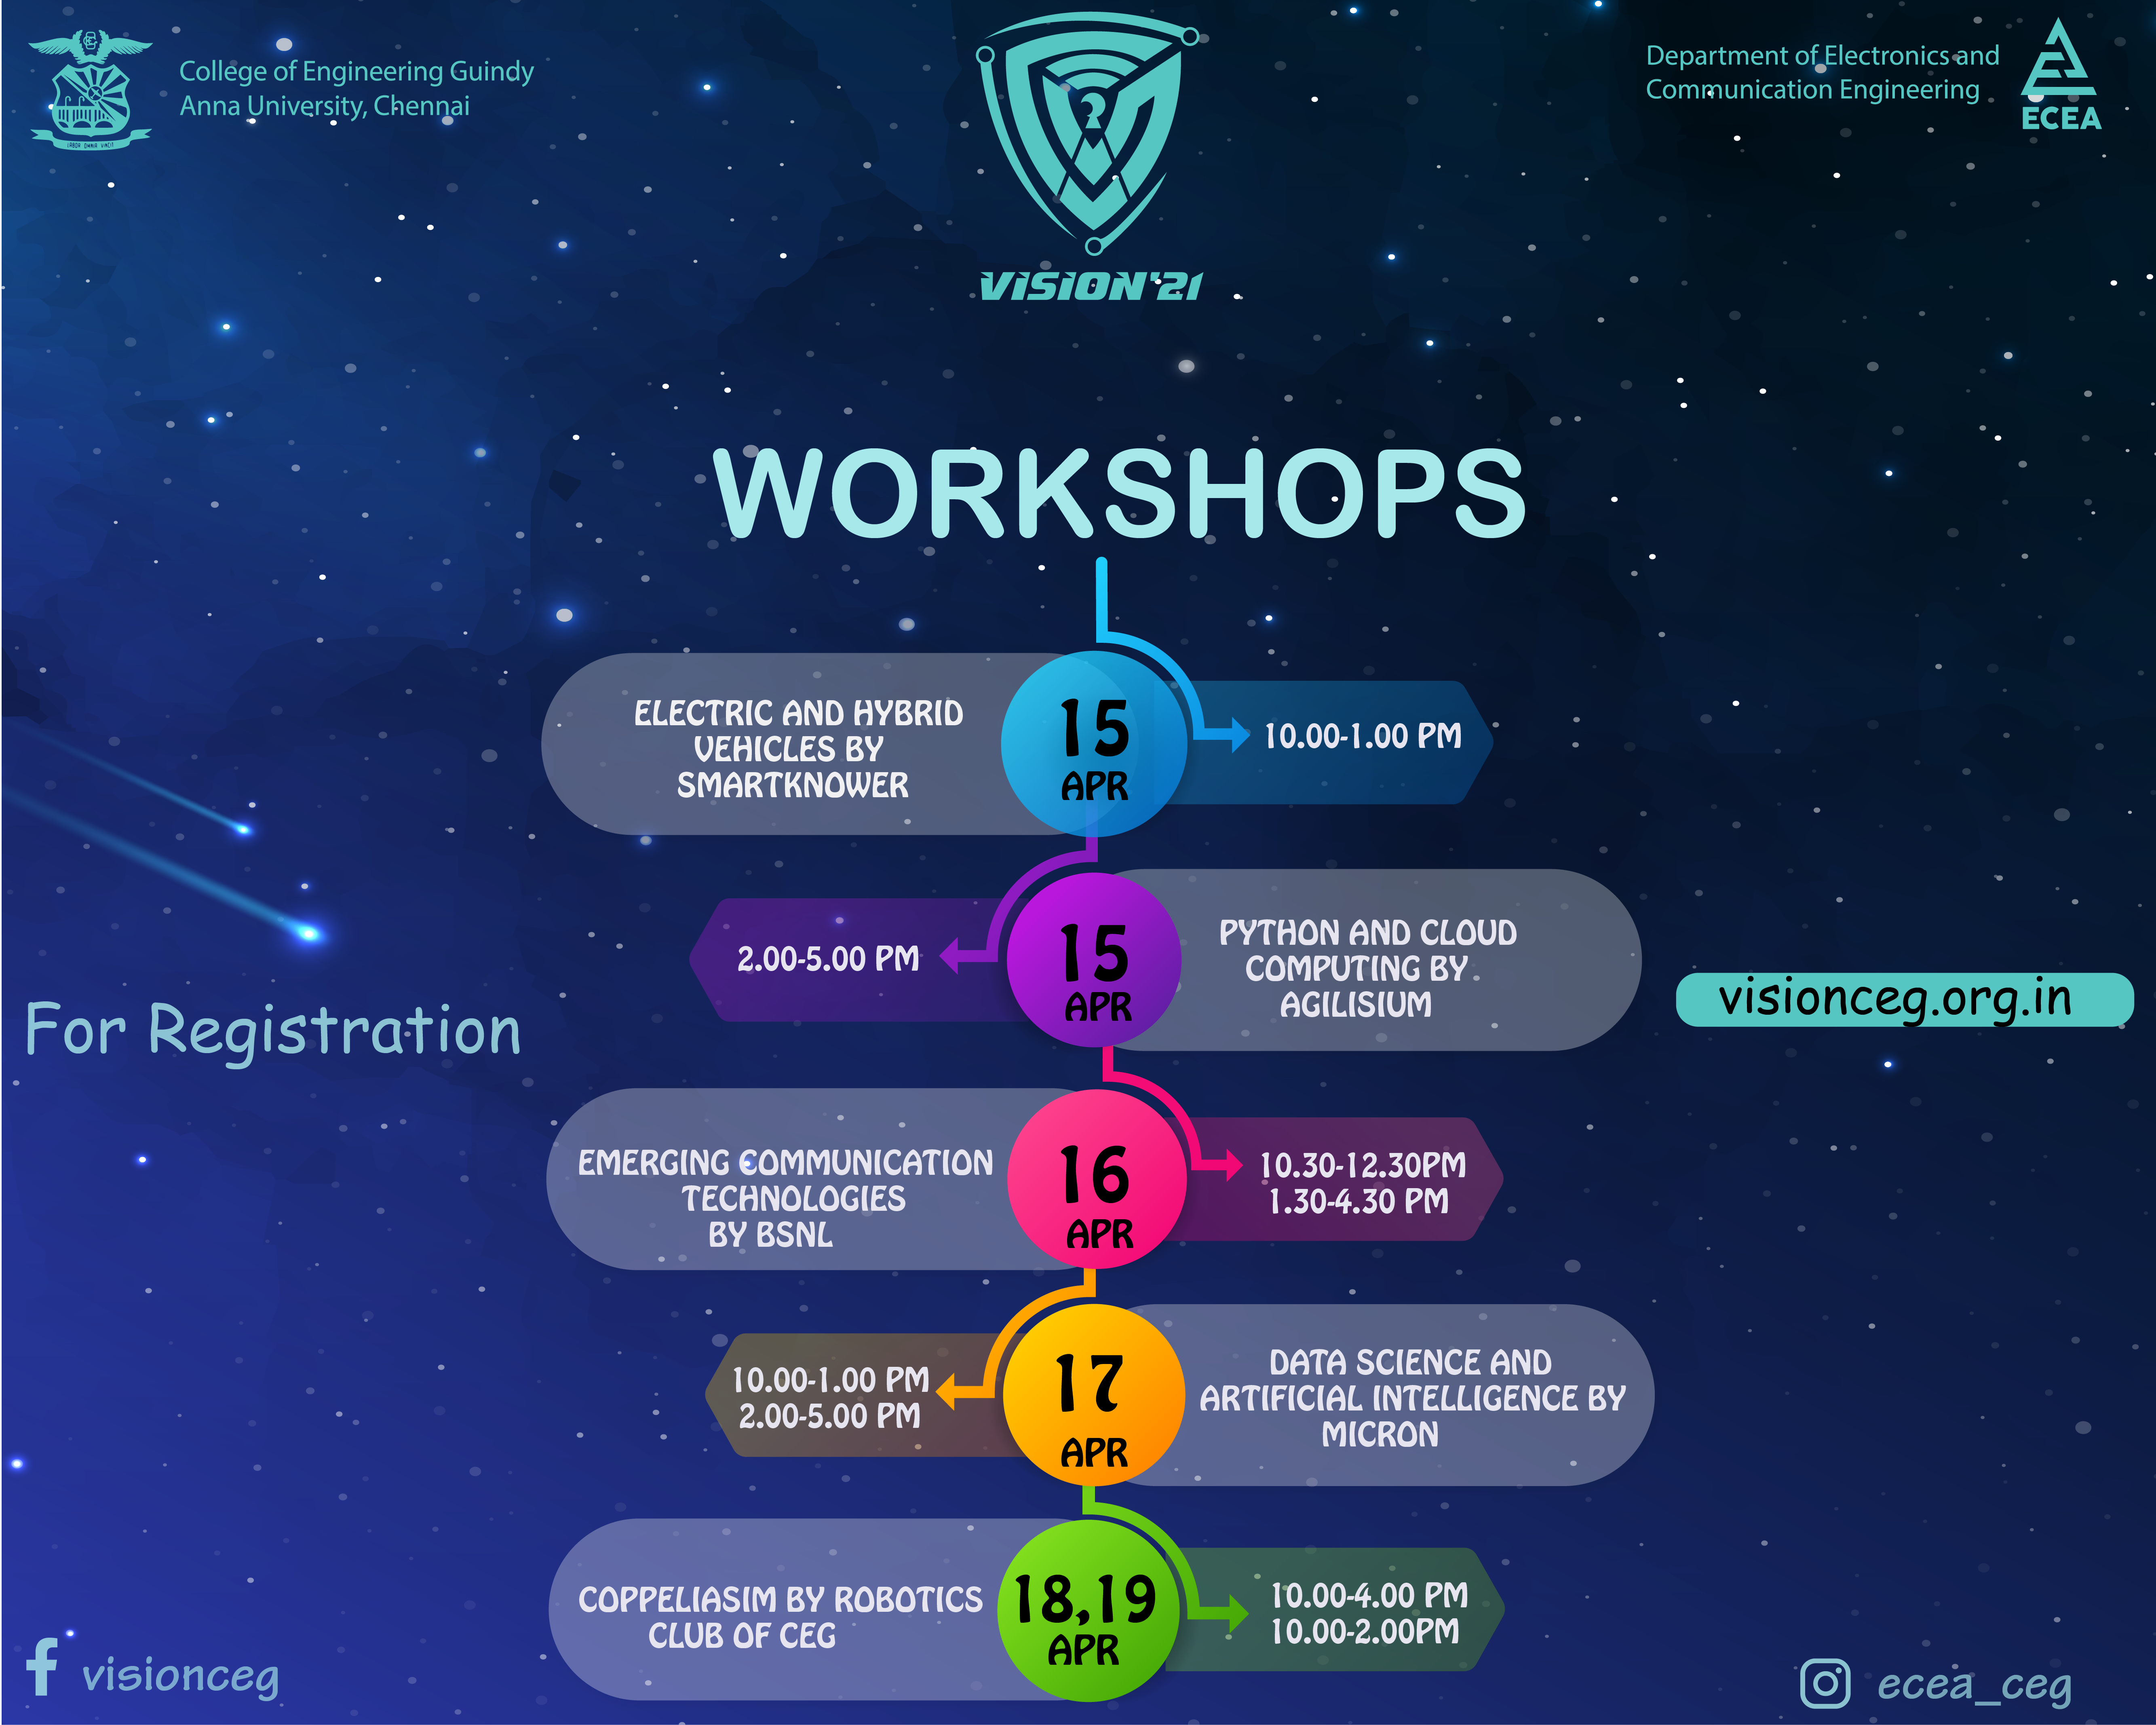 College of Engineering Guindy
Anna University, Chennai
Department of Electronics and
Communication Engineering
ECEA
VISION'21
WORKSHOPS
ELECTRIC AND HYBRID
VEHICLES BY
SMARTKNOWER
15
APR
10.00-1.00 PM
2.00-5.00 PM
15
APR
PYTHON AND CLOUD
COMPUTING BY
AGILISIUM
For Registration
visionceg.org.in
EMERGING COMMUNICATION
TECHNOLOGIES
BY BSNL
16
APR
10.30-12.30PM
1.30-4.30 PM
10.00-1.00 PM
2.00-5.00 PM
17
APR
DATA SCIENCE AND
ARTIFICIAL INTELLIGENCE BY
MICRON
COPPELIASIM BY ROBOTICS
CLUB OF CEG
18,19
APR
10.00-4.00 PM
10.00-2.00PM
visionceg
ecea_ceg